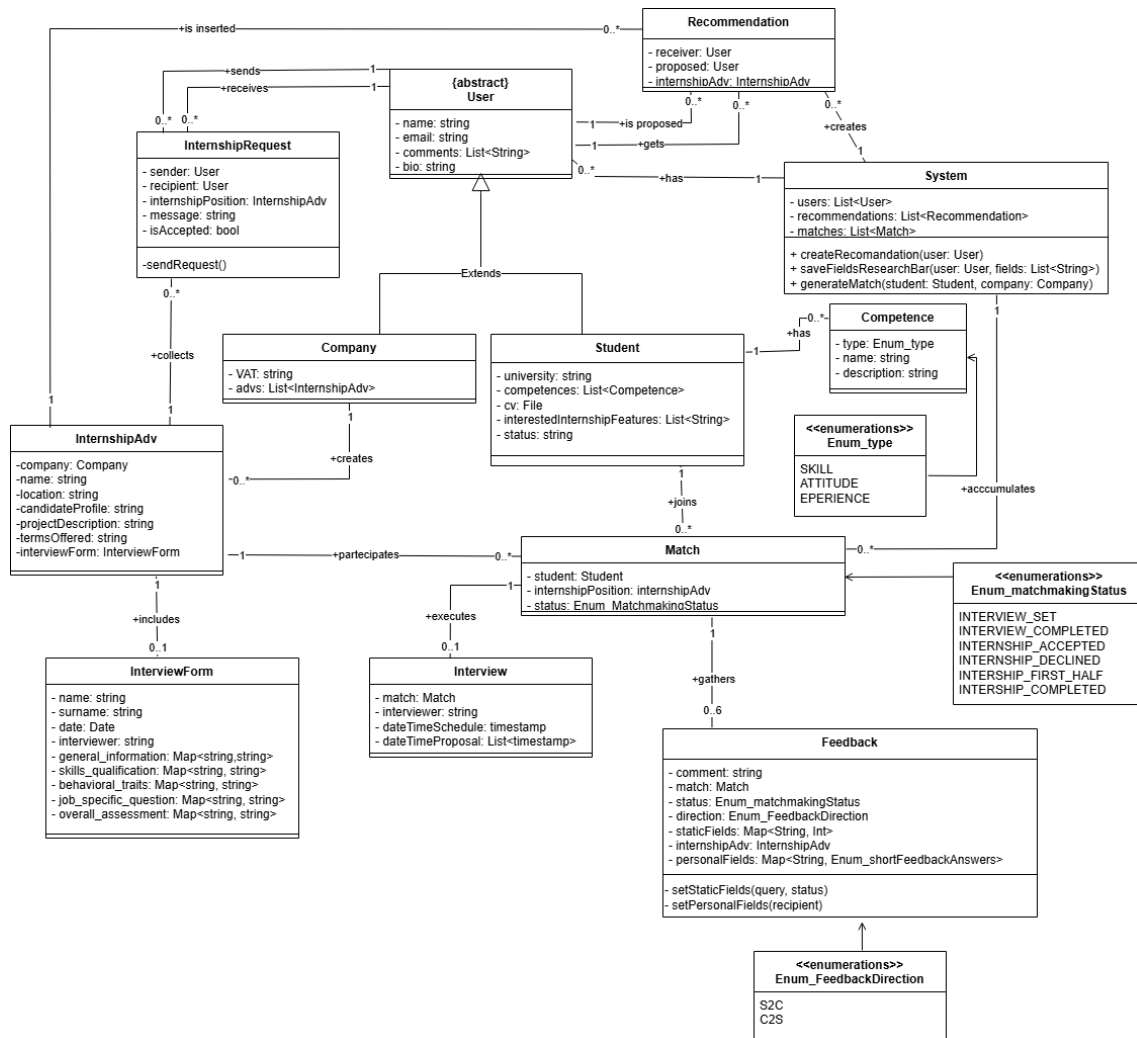 Recommendation
- receiver: User
- proposed: User
- internshipAdv: InternshipAdv
+is inserted
0..*
1
+sends
1
0..*
+receives
1
0..*
{abstract}
User
- name: string
- email: string
- comments: List<String>
- bio: string
0..*
1
+is proposed
0..*
1
+gets
0..*
+creates
1
0..*
+has
1
InternshipRequest
- sender: User
- recipient: User
- internshipPosition: InternshipAdv
- message: string
- isAccepted: bool
-sendRequest()
System
- users: List<User>
- recommendations: List<Recommendation>
- matches: List<Match>
+ createRecomandation(user: User)
+ saveFieldsResearchBar(user: User, fields: List<String>)
+ generateMatch(student: Student, company: Company)
0..*
+collects
1
Extends
1
Company
- VAT: string
- advs: List<InternshipAdv>
Student
- university: string
- competences: List<Competence>
- cv: File
- interestedInternshipFeatures: List<String>
- status: string
1
+has
0..*
Competence
- type: Enum_type
- name: string
- description: string
<<enumerations>>
Enum_type
SKILL
ATTITUDE
EPERIENCE
+acccumulates
0..*
1
+creates
0..*
InternshipAdv
-company: Company
-name: string
-location: string
-candidateProfile: string
-projectDescription: string
-termsOffered: string
-interviewForm: InterviewForm
1
+joins
0..*
1
+partecipates
0..*
Match
- student: Student
- internshipPosition: internshipAdv
- status: Enum_MatchmakingStatus
<<enumerations>>
Enum_matchmakingStatus
INTERVIEW_SET
INTERVIEW_COMPLETED
INTERNSHIP_ACCEPTED
INTERNSHIP_DECLINED
INTERSHIP_FIRST_HALF
INTERSHIP_COMPLETED
1
+includes
0..1
1
+executes
0..1
1
+gathers
0..6
InterviewForm
- name: string
- surname: string
- date: Date
- interviewer: string
- general_information: Map<string,string>
- skills_qualification: Map<string, string>
- behavioral_traits: Map<string, string>
- job_specific_question: Map<string, string>
- overall_assessment: Map<string, string>
Interview
- match: Match
- interviewer: string
- dateTimeSchedule: timestamp
- dateTimeProposal: List<timestamp>
Feedback
- comment: string
- match: Match
- status: Enum_matchmakingStatus
- direction: Enum_FeedbackDirection
- staticFields: Map<String, Int>
- internshipAdv: InternshipAdv
- personalFields: Map<String, Enum_shortFeedbackAnswers>
- setStaticFields(query, status)
- setPersonalFields(recipient)
<<enumerations>>
Enum_FeedbackDirection
S2C
C2S